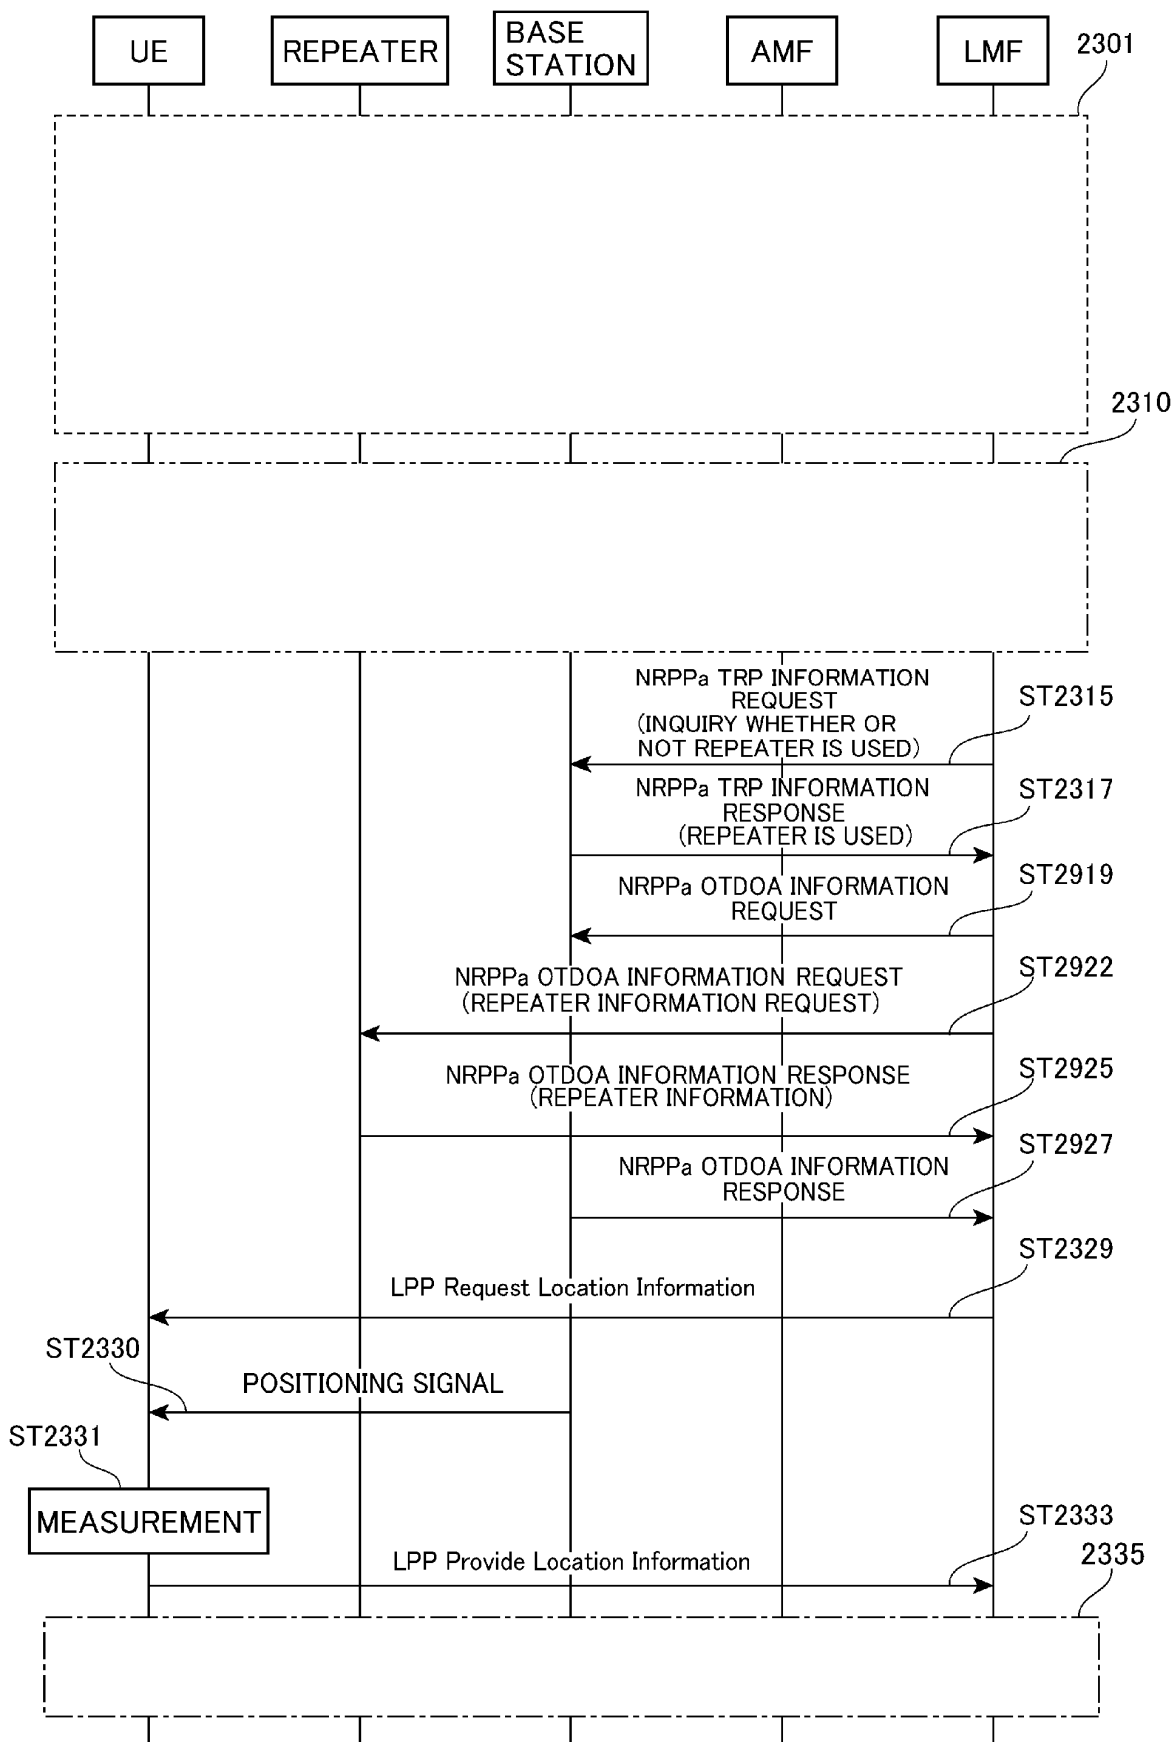 UE
REPEATER
BASE
STATION
AMF
LMF
2301
2310
NRPPa TRP INFORMATION
REQUEST
(INQUIRY WHETHER OR
NOT REPEATER IS USED)
ST2315
NRPPa TRP INFORMATION
RESPONSE
(REPEATER IS USED)
ST2317
NRPPa OTDOA INFORMATION
REQUEST
ST2919
NRPPa OTDOA INFORMATION REQUEST
(REPEATER INFORMATION REQUEST)
ST2922
NRPPa OTDOA INFORMATION RESPONSE
(REPEATER INFORMATION)
ST2925
NRPPa OTDOA INFORMATION
RESPONSE
ST2927
LPP Request Location Information
ST2329
ST2330
POSITIONING SIGNAL
ST2331
MEASUREMENT
LPP Provide Location Information
ST2333
2335